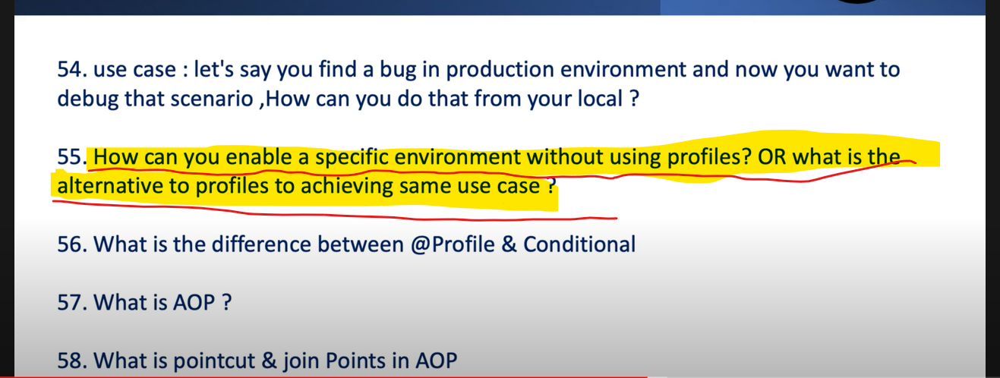 54. use case : let's say you find a bug in production environment and now you want to
debug that scenario ,How can you do that from your local ?
55. How can you enable a specific environment without using profiles? OR what is the
alternative to profiles to achieving same use case ?
56. What is the difference between @Profile & Conditional
57. What is AOP ?
58. What is pointcut & join Points in AOP